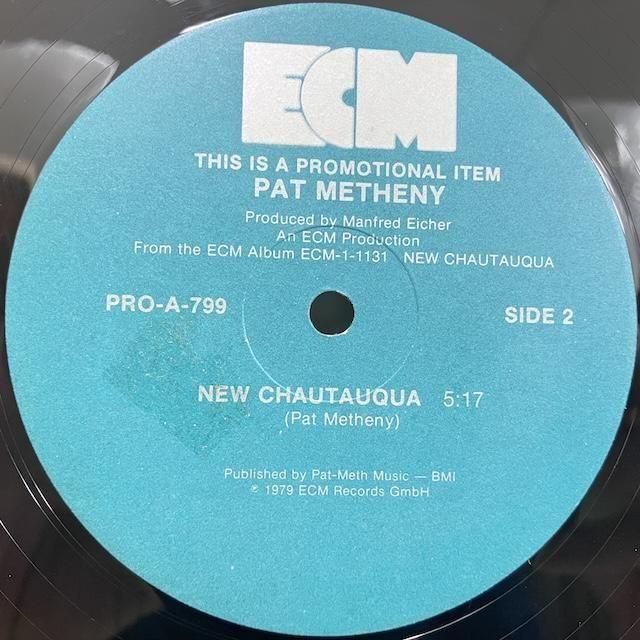 ECM
THIS IS A PROMOTIONAL ITEM
PAT METHENY
Produced by Manfred Eicher
An ECM Production
From the ECM Album ECM-1-1131 NEW CHAUTAUQUA
PRO-A-799 SIDE 2
NEW CHAUTAUQUA 5:17
(Pat Metheny)
Published by Pat-Meth Music — BMI
℗ 1979 ECM Records GmbH